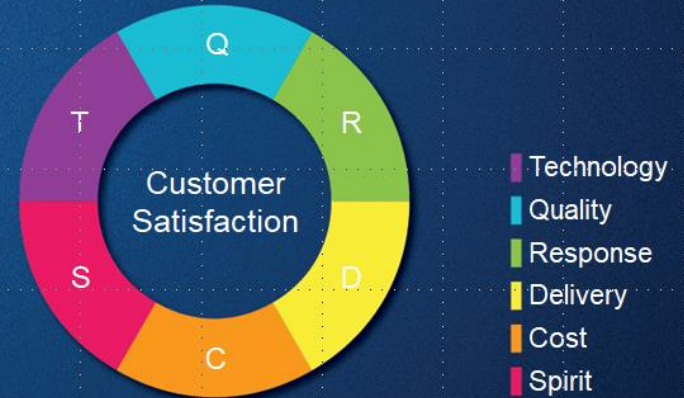 Q
T
R
Customer
Satisfaction
S
D
C
Technology
Quality
Response
Delivery
Cost
Spirit